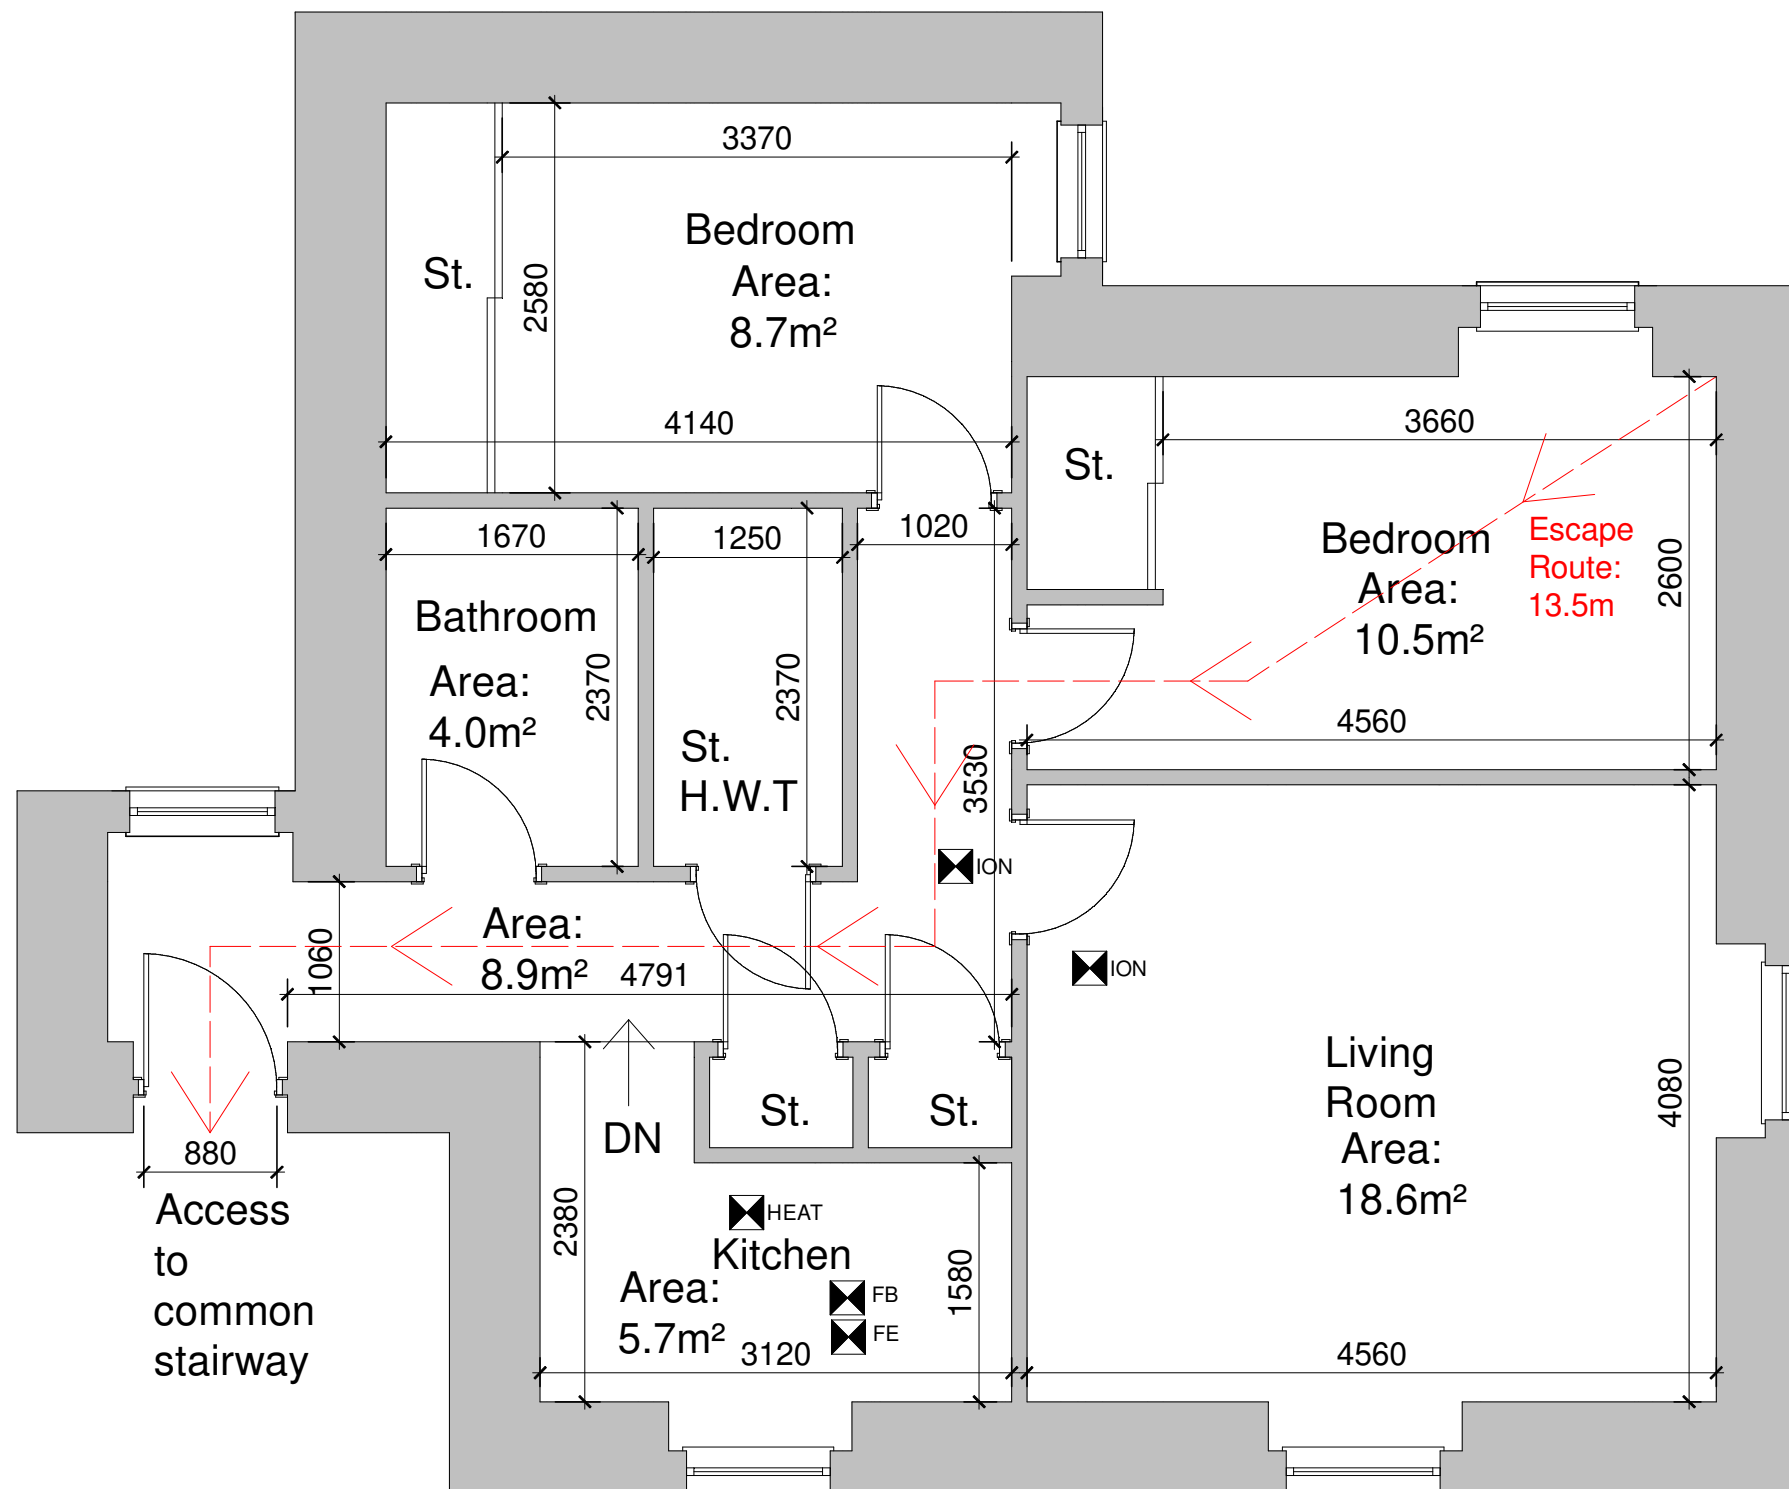 3370
Bedroom
Area:
8.7m²
St.
2580
4140
3660
St.
Bedroom
Area:
10.5m²
Escape
Route:
13.5m
2600
4560
1670
1250
1020
Bathroom
Area:
4.0m²
2370
2370
St.
H.W.T
3530
ION
ION
1060
Area:
8.9m²
4791
DN
St.
St.
Living
Room
Area:
18.6m²
4080
880
Access
to
common
stairway
2380
HEAT
Kitchen
Area:
5.7m²
FB
FE
1580
3120
4560